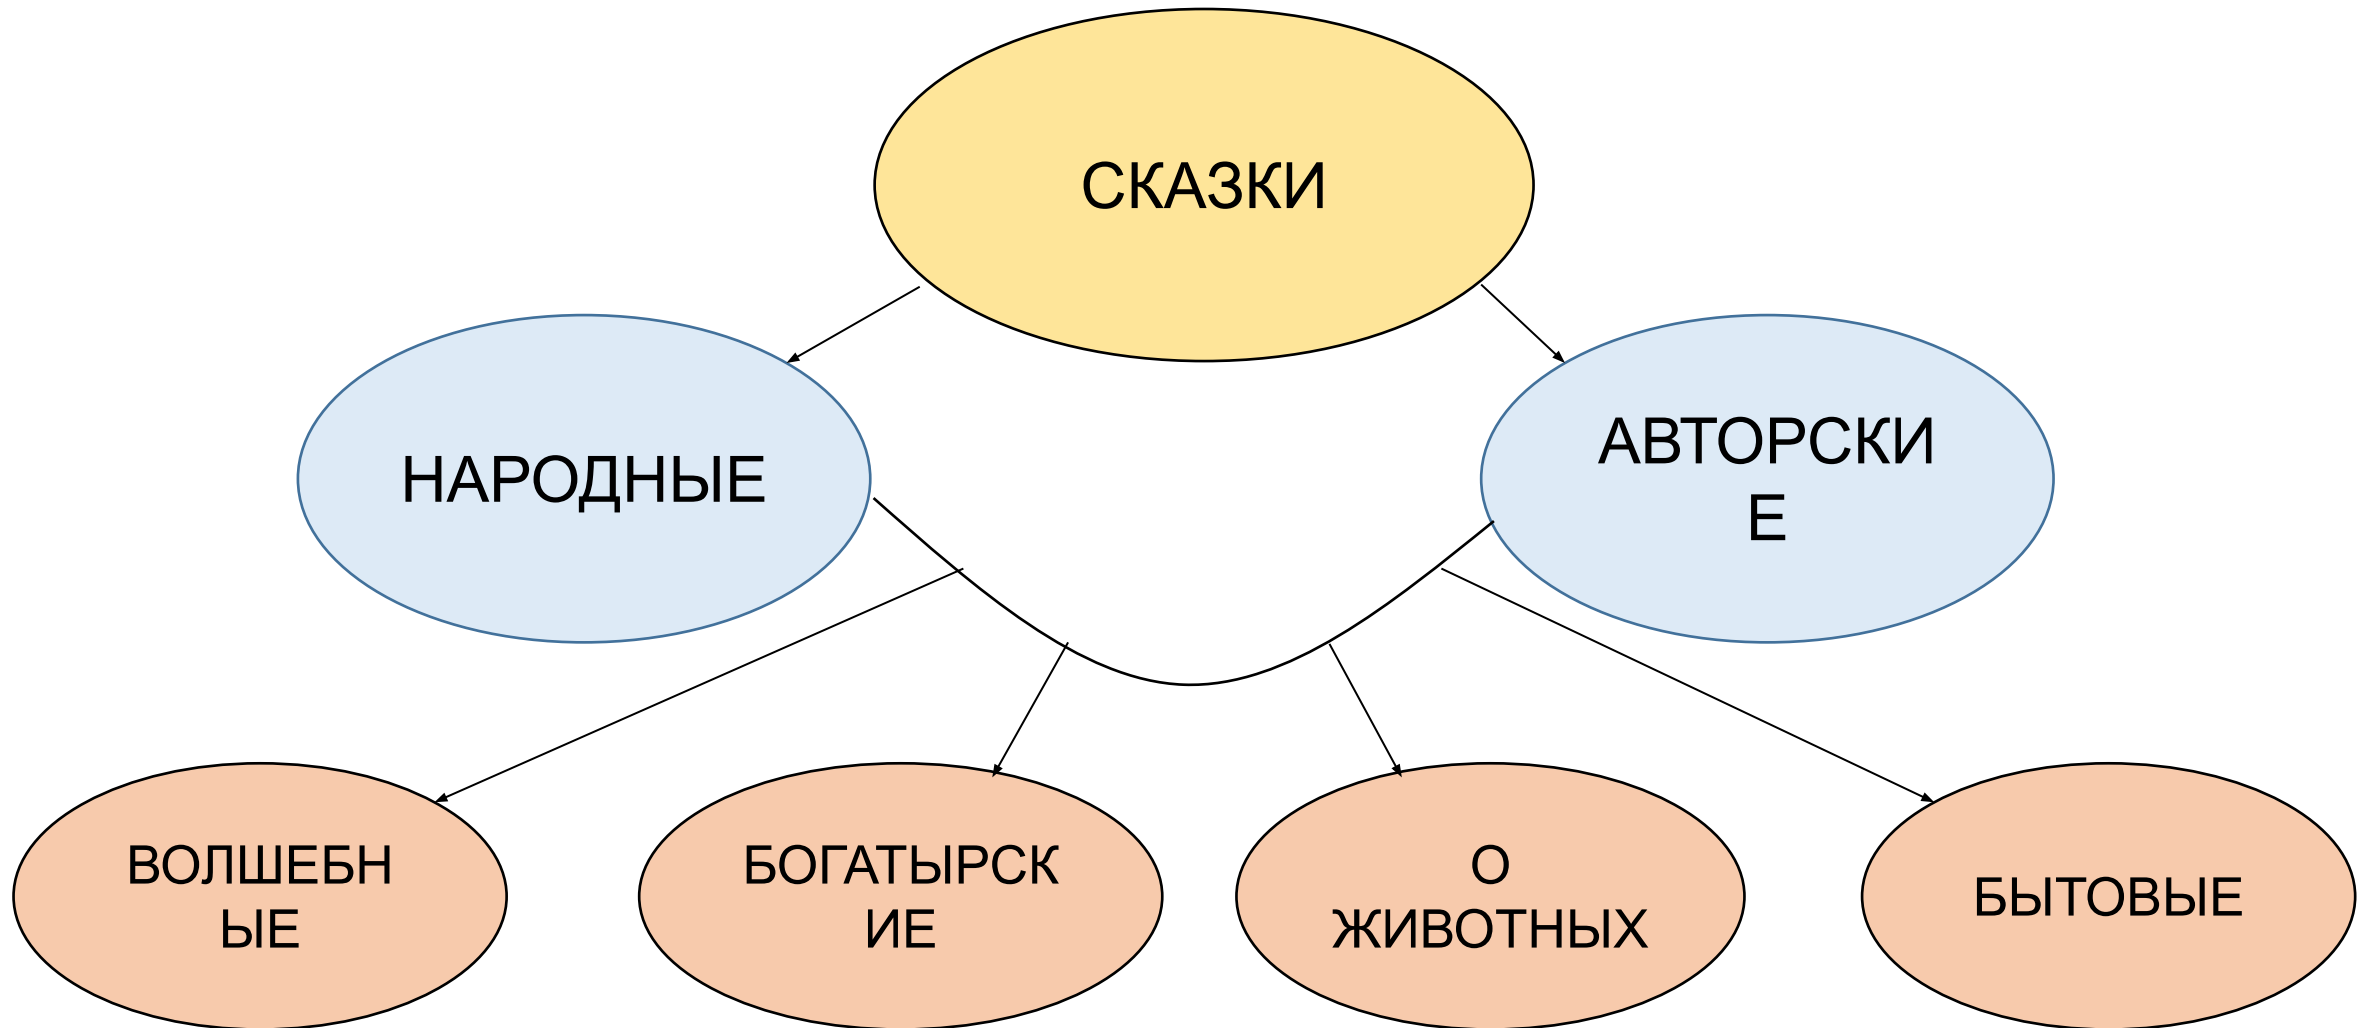 СКАЗКИ
НАРОДНЫЕ
АВТОРСКИ
Е
ВОЛШЕБН
ЫЕ
БОГАТЫРСК
ИЕ
О
ЖИВОТНЫХ
БЫТОВЫЕ